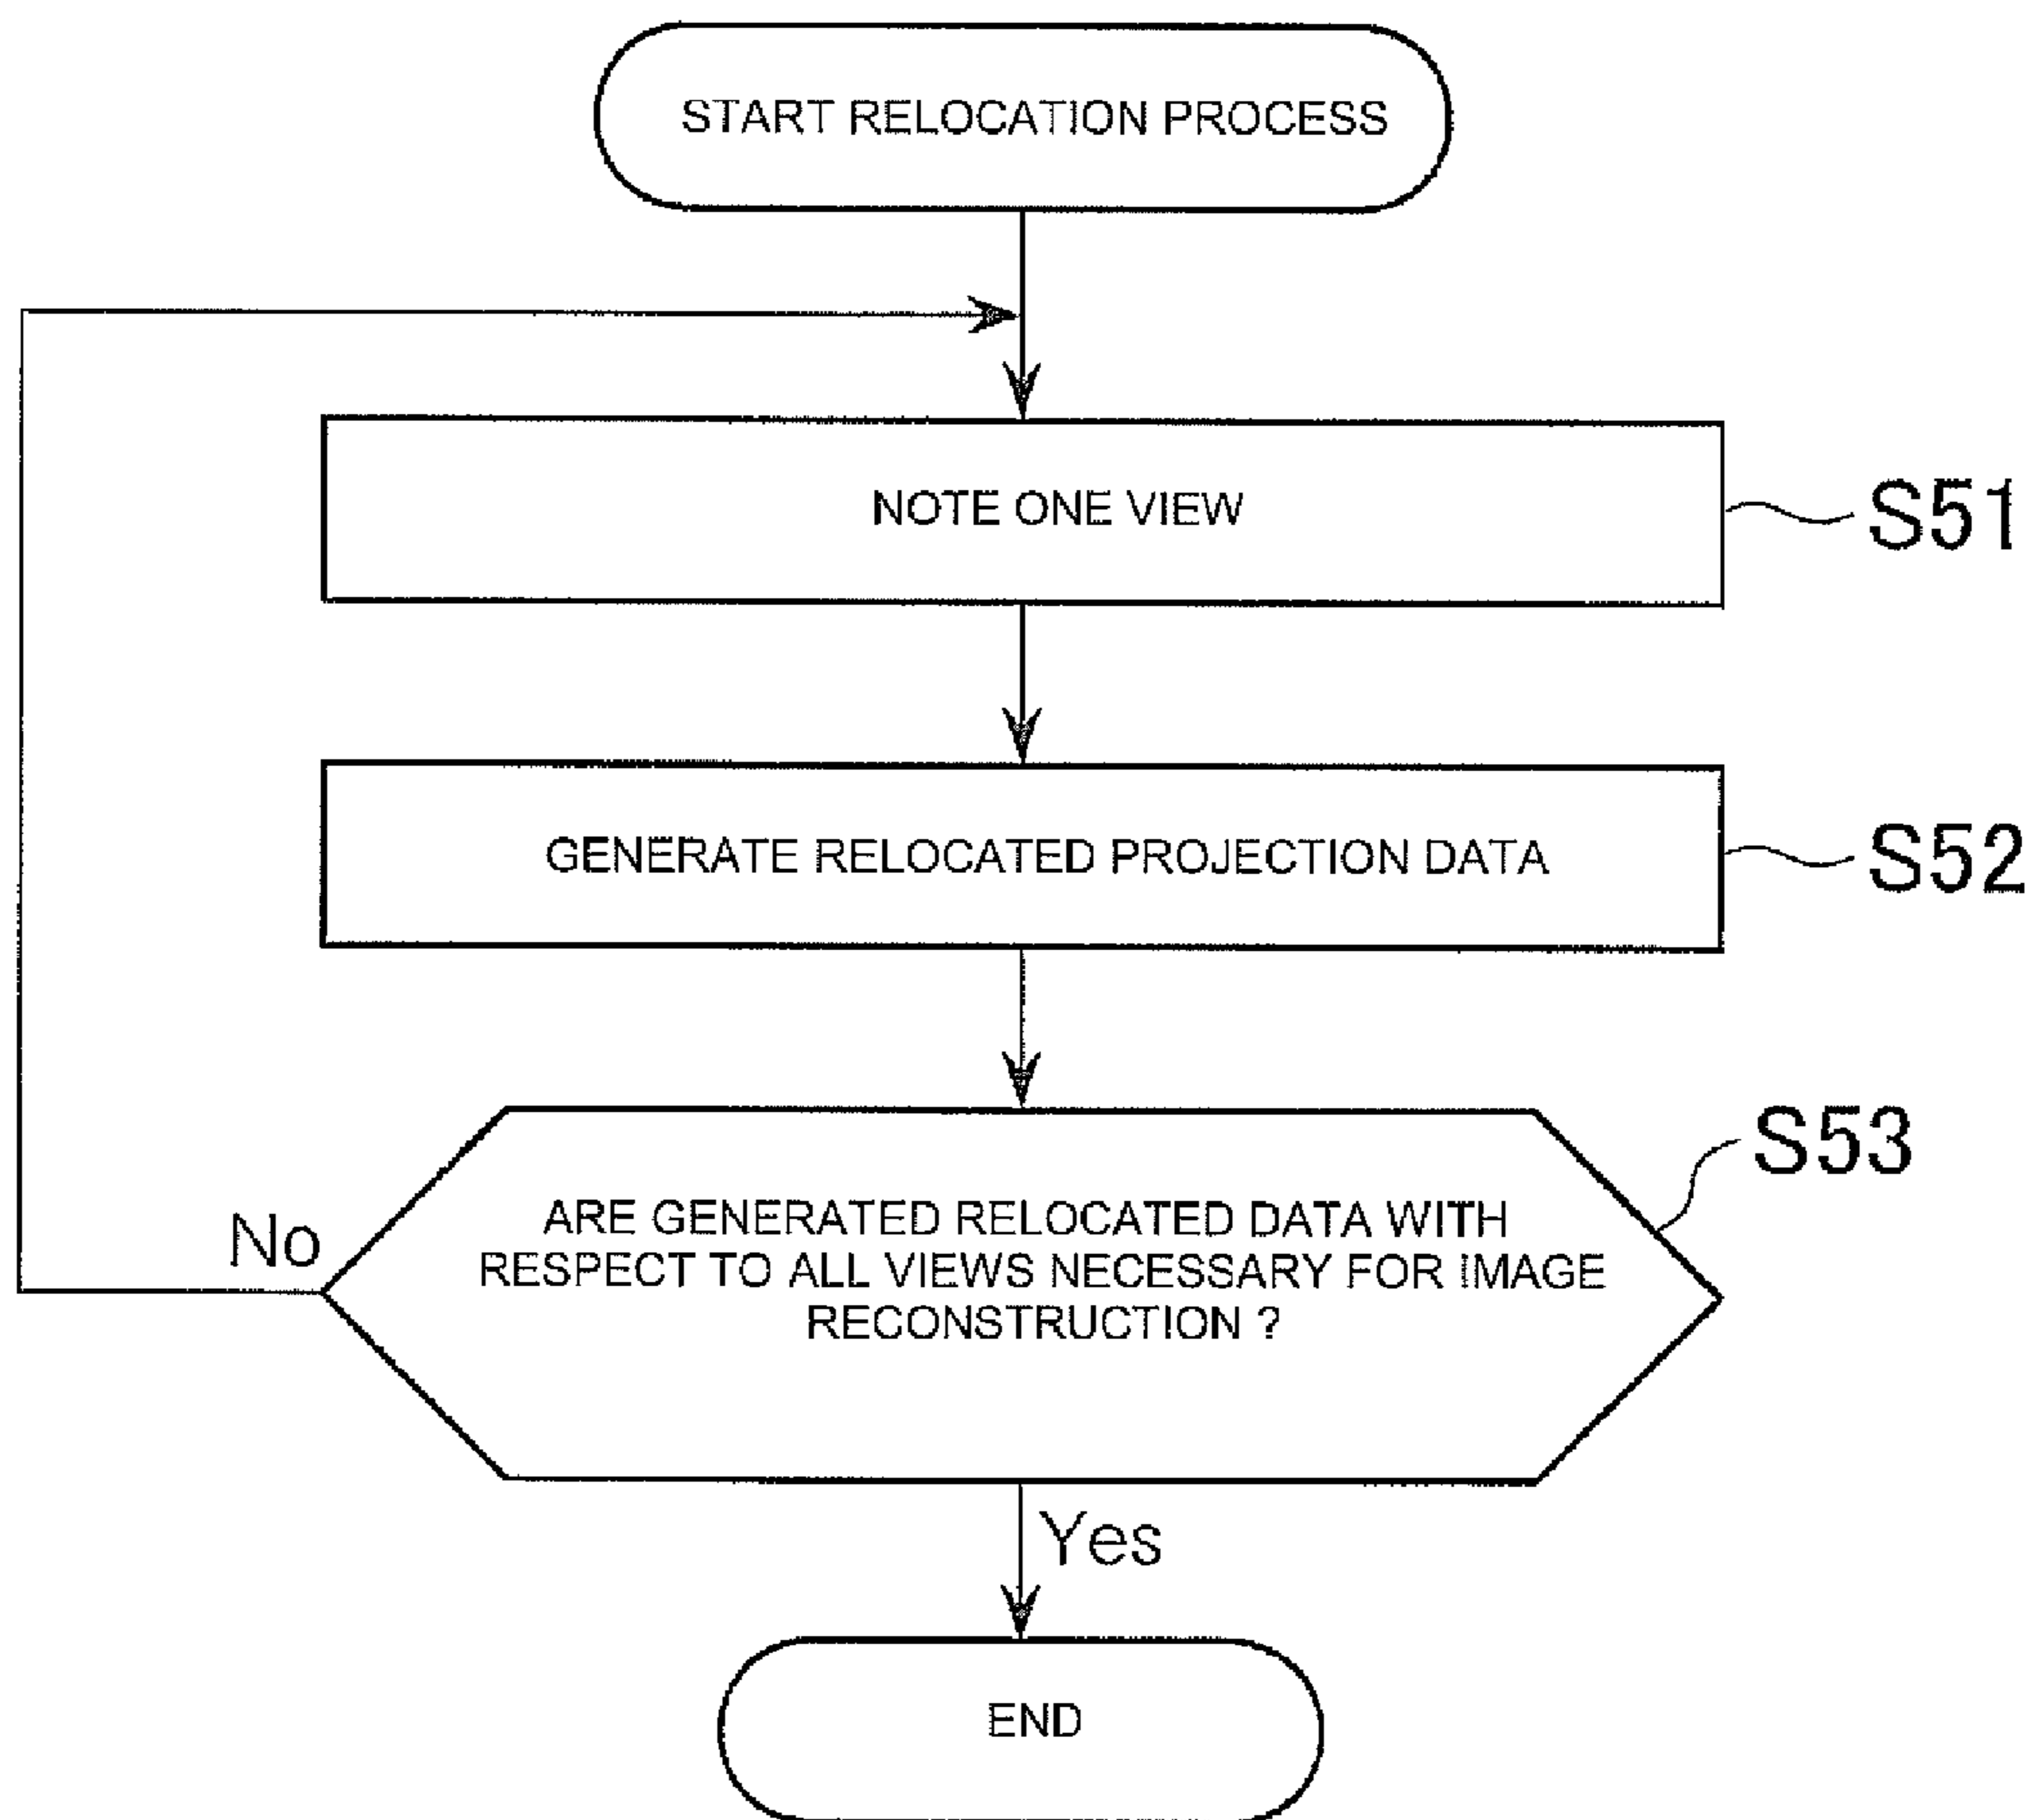 START RELOCATION PROCESS
NOTE ONE VIEW
S51
GENERATE RELOCATED PROJECTION DATA
S52
S53
ARE GENERATED RELOCATED DATA WITH
RESPECT TO ALL VIEWS NECESSARY FOR IMAGE
RECONSTRUCTION ?
No
Yes
END